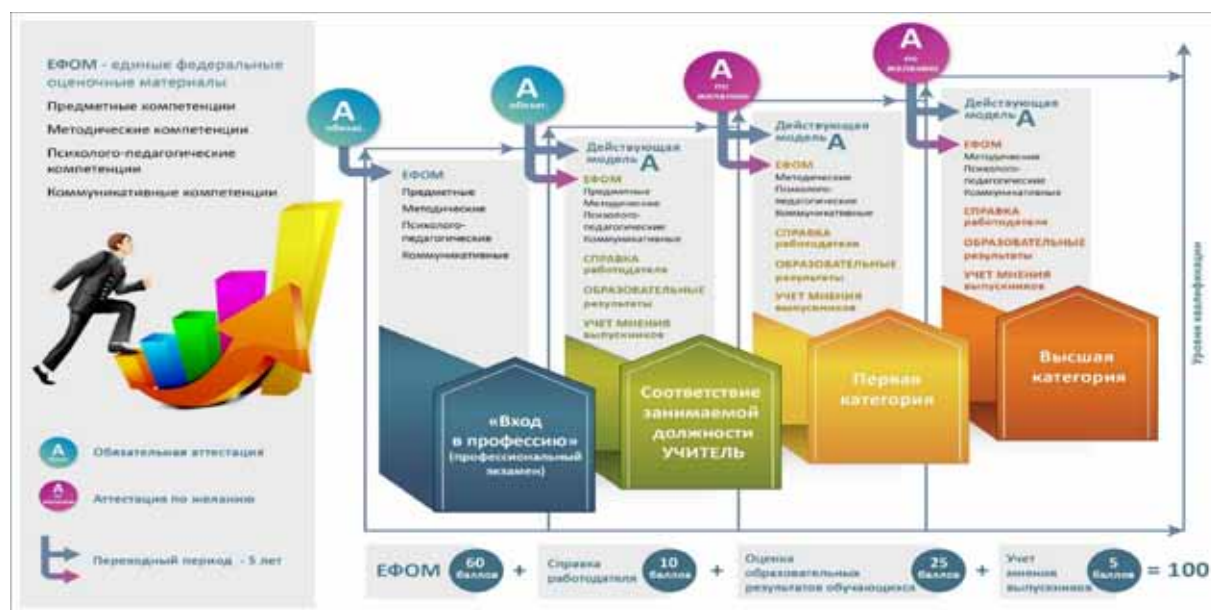 ЕФОМ - единые федеральные
оценочные материалы
Предметные компетенции
Методические компетенции
Психолого-педагогические
компетенции
Коммуникативные компетенции
А
обязат.
Обязательная аттестация
А
Аттестация по желанию
Переходный период - 5 лет
А
обязат.
ЕФОМ
Предметные
Методические
Психолого-
педагогические
Коммуникативные
«Вход
в профессию»
(профессиональный
экзамен)
А
обязат.
Действующая
модель А
ЕФОМ
Предметные
Методические
Психолого-
педагогические
Коммуникативные
СПРАВКА
работодателя
ОБРАЗОВАТЕЛЬНЫЕ
результаты
УЧЕТ МНЕНИЯ
выпускников
Соответствие
занимаемой
должности
УЧИТЕЛЬ
А
по
желанию
Действующая
модель А
ЕФОМ
Методические
Психолого-
педагогические
Коммуникативные
СПРАВКА
работодателя
ОБРАЗОВАТЕЛЬНЫЕ
результаты
УЧЕТ МНЕНИЯ
выпускников
Первая
категория
А
по
желанию
Действующая
модель А
ЕФОМ
Методические
Психолого-
педагогические
Коммуникативные
СПРАВКА
работодателя
ОБРАЗОВАТЕЛЬНЫЕ
результаты
УЧЕТ МНЕНИЯ
выпускников
Высшая
категория
Уровни квалификации
ЕФОМ 60 баллов +
Справка
работодателя
10 баллов +
Оценка
образовательных
результатов обучающихся
25 баллов +
Учет
мнения
выпускников
5 баллов = 100